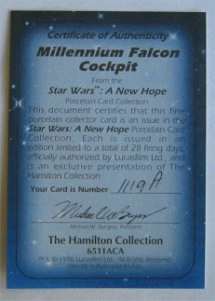 Certificate of Authenticity
Millennium Falcon
Cockpit
From the
Star Wars™: A New Hope
Porcelain Card Collection
This document certifies that this fine
porcelain collector card is an issue in the
Star Wars: A New Hope Porcelain Card
Collection. Each is issued in an
edition limited to a total of 28 firing days,
officially authorized by Lucasfilm Ltd., and
is an exclusive presentation of The
Hamilton Collection
Your Card is Number 1119A
President
The Hamilton Collection
6531ACA